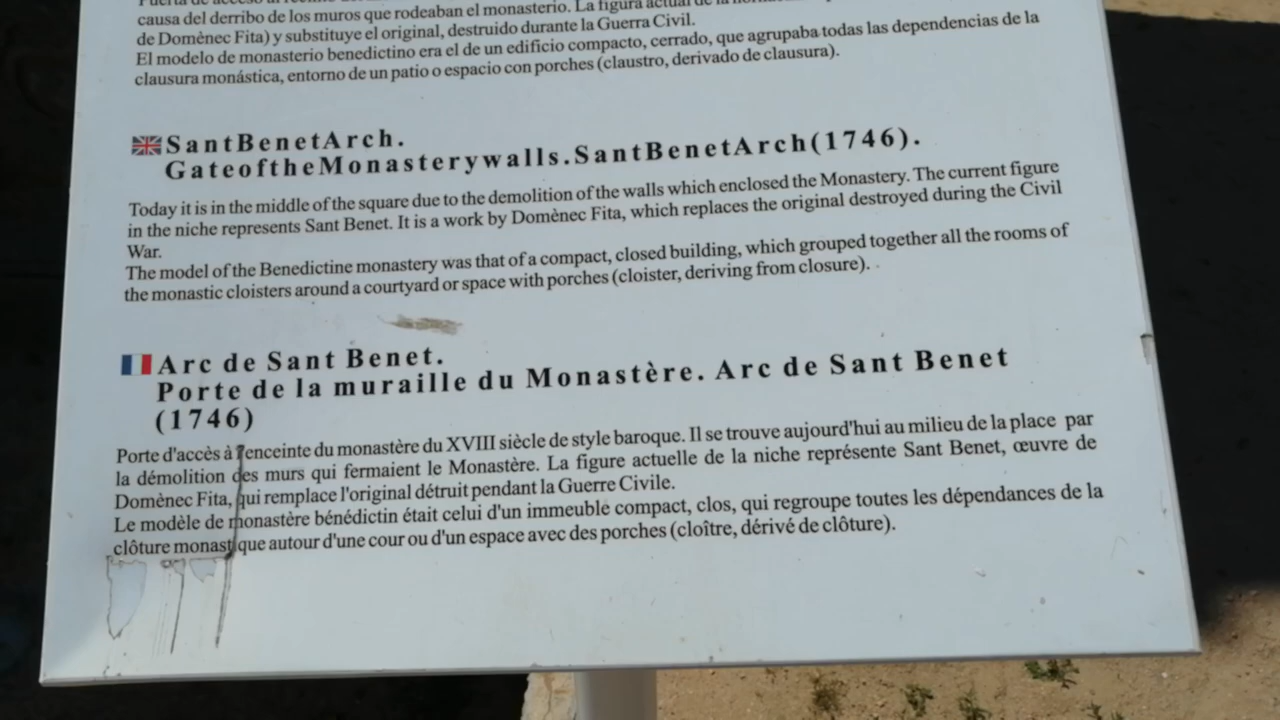 causa del derribo de los muros que rodeaban el monasterio. La figura actual de la
de Domènec Fita) y substituye el original, destruido durante la Guerra Civil.
El modelo de monasterio benedictino era el de un edificio compacto, cerrado, que agrupaba todas las dependencias de la
clausura monástica, entorno de un patio o espacio con porches (claustro, derivado de clausura).
SantBenetArch.
GateoftheMonasterywalls.SantBenetArch(1746).
Today it is in the middle of the square due to the demolition of the walls which enclosed the Monastery. The current figure
in the niche represents Sant Benet. It is a work by Domènec Fita, which replaces the original destroyed during the Civil
War.
The model of the Benedictine monastery was that of a compact, closed building, which grouped together all the rooms of
the monastic cloisters around a courtyard or space with porches (cloister, deriving from closure).
Arc de Sant Benet.
Porte de la muraille du Monastère. Arc de Sant Benet
(1746)
Porte d'accès à l'enceinte du monastère du XVIII siècle de style baroque. Il se trouve aujourd'hui au milieu de la place par
la démolition des murs qui fermaient le Monastère. La figure actuelle de la niche représente Sant Benet, œuvre de
Domènec Fita, qui remplace l'original détruit pendant la Guerre Civile.
Le modèle de monastère bénédictin était celui d'un immeuble compact, clos, qui regroupe toutes les dépendances de la
clôture monastique autour d'une cour ou d'un espace avec des porches (cloître, dérivé de clôture).